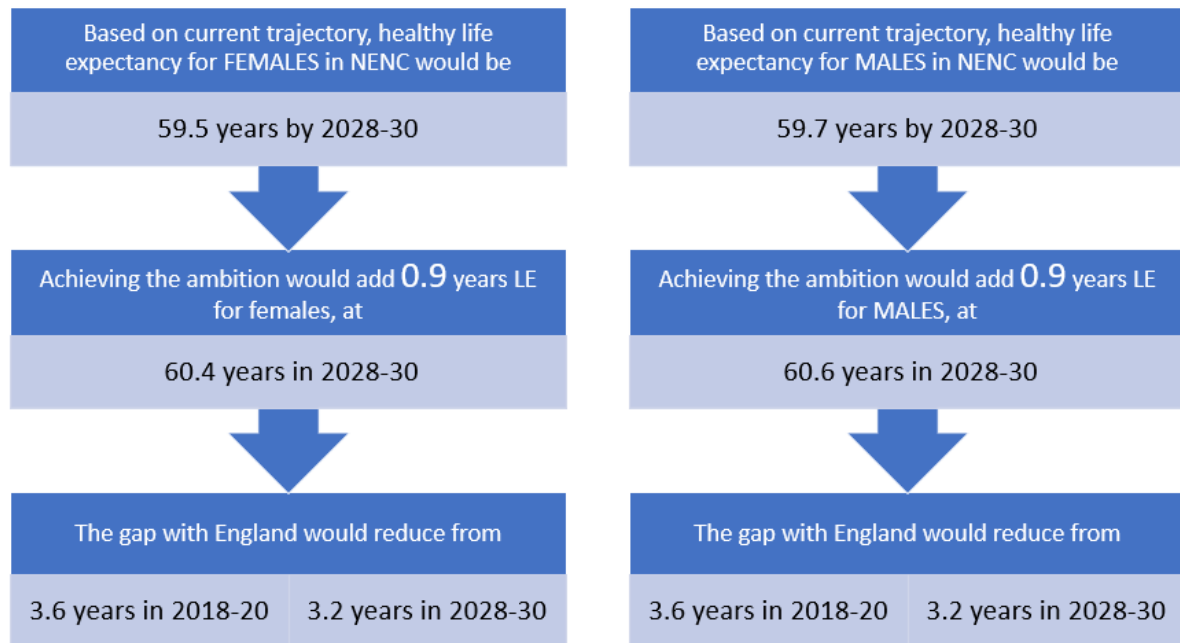 Based on current trajectory, healthy life
expectancy for FEMALES in NENC would be
59.5 years by 2028-30
Achieving the ambition would add 0.9 years LE
for females, at
60.4 years in 2028-30
The gap with England would reduce from
3.6 years in 2018-20
3.2 years in 2028-30
Based on current trajectory, healthy life
expectancy for MALES in NENC would be
59.7 years by 2028-30
Achieving the ambition would add 0.9 years LE
for MALES, at
60.6 years in 2028-30
The gap with England would reduce from
3.6 years in 2018-20
3.2 years in 2028-30